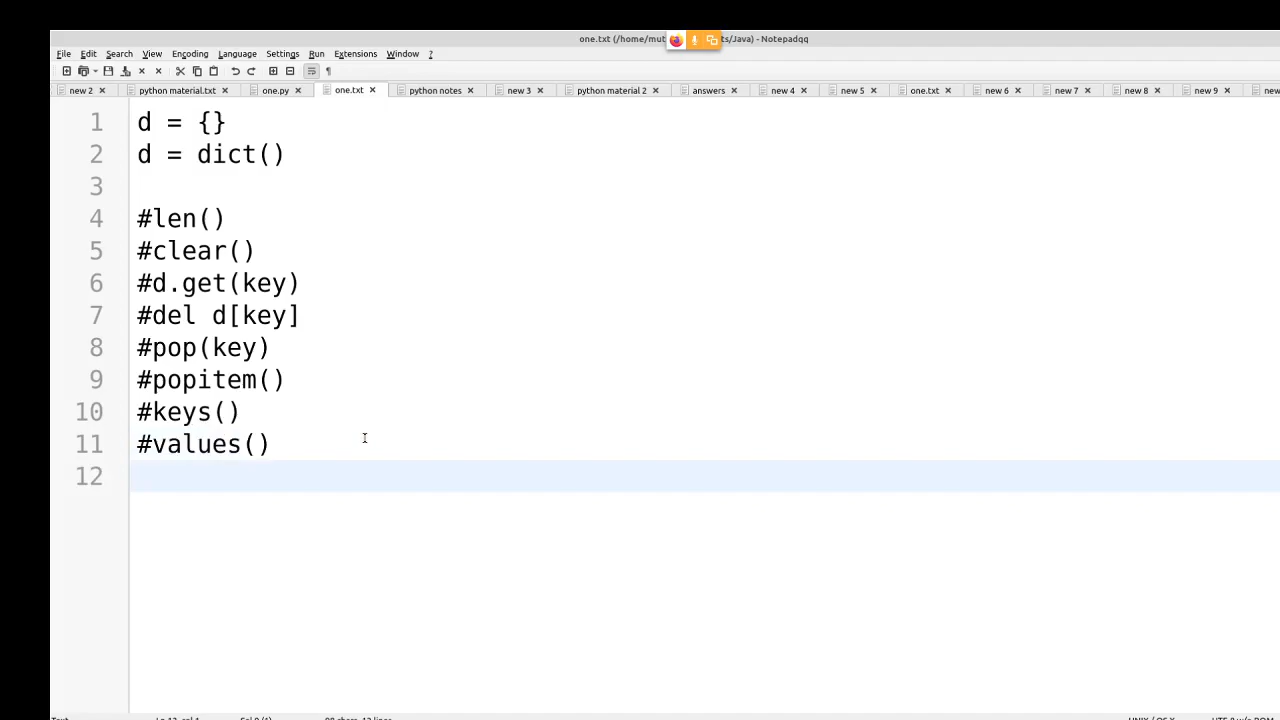 one.txt (/home/mut ts/Java) - Notepadqq
File Edit Search View Encoding Language Settings Run Extensions Window ?
new 2 python material.txt one.py one.txt python notes new 3 python material 2 answers new 4 new 5 one.txt new 6 new 7 new 8 new 9 new
1 d = {}
2 d = dict()
3
4 #len()
5 #clear()
6 #d.get(key)
7 #del d[key]
8 #pop(key)
9 #popitem()
10 #keys()
11 #values()
12